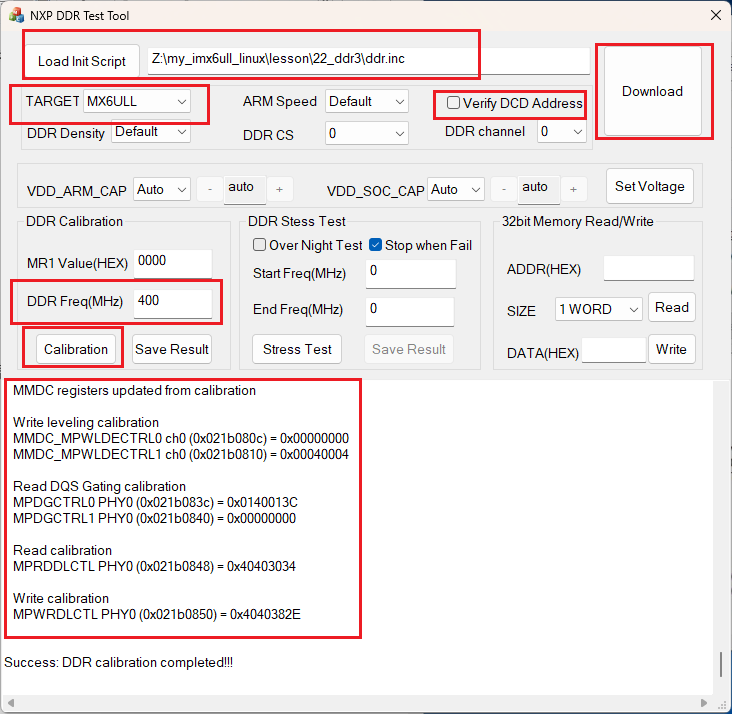 NXP DDR Test Tool
Load Init Script
Z:\my_imx6ull_linux\lesson\22_ddr3\ddr.inc
Download
TARGET MX6ULL
ARM Speed Default
Verify DCD Address
DDR Density Default
DDR CS 0
DDR channel 0
VDD_ARM_CAP Auto - auto +
VDD_SOC_CAP Auto - auto +
Set Voltage
DDR Calibration
MR1 Value(HEX) 0000
DDR Freq(MHz) 400
Calibration Save Result
DDR Stess Test
Over Night Test Stop when Fail
Start Freq(MHz) 0
End Freq(MHz) 0
Stress Test Save Result
32bit Memory Read/Write
ADDR(HEX)
SIZE 1 WORD Read
DATA(HEX) Write
MMDC registers updated from calibration
Write leveling calibration
MMDC_MPWLDECTRL0 ch0 (0x021b080c) = 0x00000000
MMDC_MPWLDECTRL1 ch0 (0x021b0810) = 0x00040004
Read DQS Gating calibration
MPDGCTRL0 PHY0 (0x021b083c) = 0x0140013C
MPDGCTRL1 PHY0 (0x021b0840) = 0x00000000
Read calibration
MPRDDLCTL PHY0 (0x021b0848) = 0x40403034
Write calibration
MPWRDLCTL PHY0 (0x021b0850) = 0x4040382E
Success: DDR calibration completed!!!